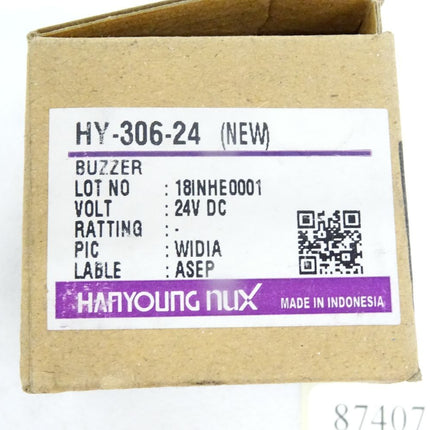 HY-306-24 (NEW)
BUZZER
LOT NO : 18INHE0001
VOLT : 24V DC
RATTING : -
PIC : WIDIA
LABLE : ASEP
HANYOUNG nux MADE IN INDONESIA
87407